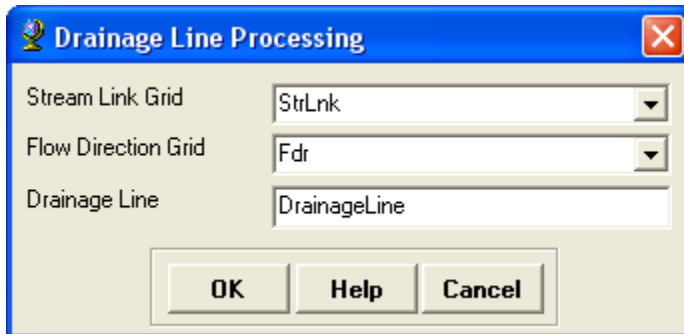 Drainage Line Processing
Stream Link Grid StrLnk
Flow Direction Grid Fdr
Drainage Line DrainageLine
OK Help Cancel